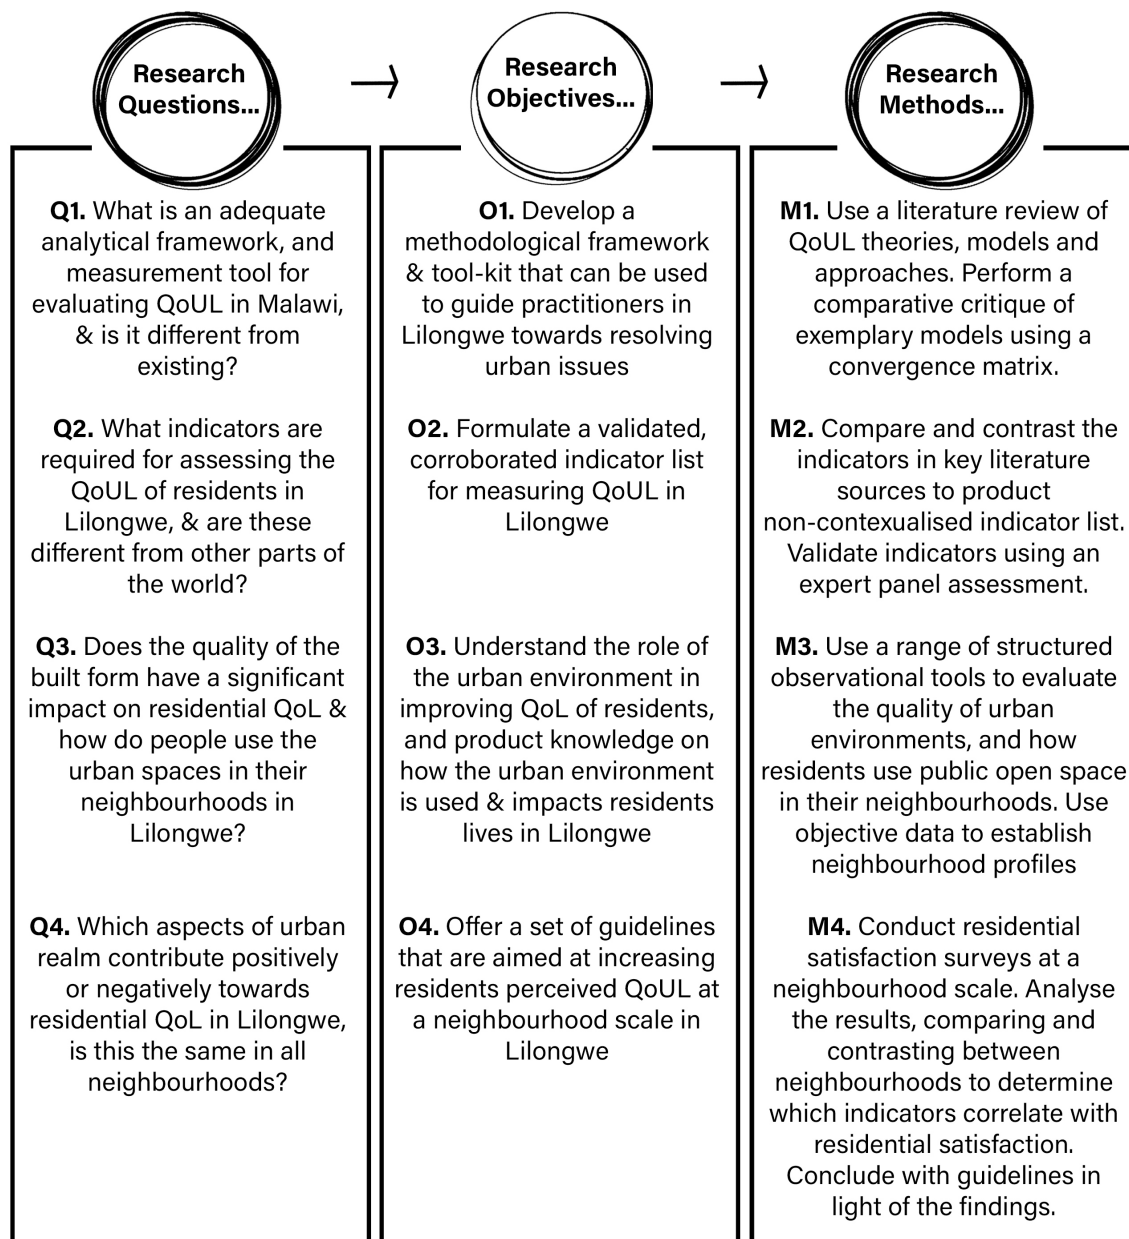 Research
Questions...
Research
Objectives...
Research
Methods...
Q1. What is an adequate
analytical framework, and
measurement tool for
evaluating QoUL in Malawi,
& is it different from
existing?
Q2. What indicators are
required for assessing the
QoUL of residents in
Lilongwe, & are these
different from other parts of
the world?
Q3. Does the quality of the
built form have a significant
impact on residential QoL &
how do people use the
urban spaces in their
neighbourhoods in
Lilongwe?
Q4. Which aspects of urban
realm contribute positively
or negatively towards
residential QoL in Lilongwe,
is this the same in all
neighbourhoods?
O1. Develop a
methodological framework
& tool-kit that can be used
to guide practitioners in
Lilongwe towards resolving
urban issues
O2. Formulate a validated,
corroborated indicator list
for measuring QoUL in
Lilongwe
O3. Understand the role of
the urban environment in
improving QoL of residents,
and product knowledge on
how the urban environment
is used & impacts residents
lives in Lilongwe
O4. Offer a set of guidelines
that are aimed at increasing
residents perceived QoUL at
a neighbourhood scale in
Lilongwe
M1. Use a literature review of
QoUL theories, models and
approaches. Perform a
comparative critique of
exemplary models using a
convergence matrix.
M2. Compare and contrast the
indicators in key literature
sources to product
non-contexualised indicator list.
Validate indicators using an
expert panel assessment.
M3. Use a range of structured
observational tools to evaluate
the quality of urban
environments, and how
residents use public open space
in their neighbourhoods. Use
objective data to establish
neighbourhood profiles
M4. Conduct residential
satisfaction surveys at a
neighbourhood scale. Analyse
the results, comparing and
contrasting between
neighbourhoods to determine
which indicators correlate with
residential satisfaction.
Conclude with guidelines in
light of the findings.